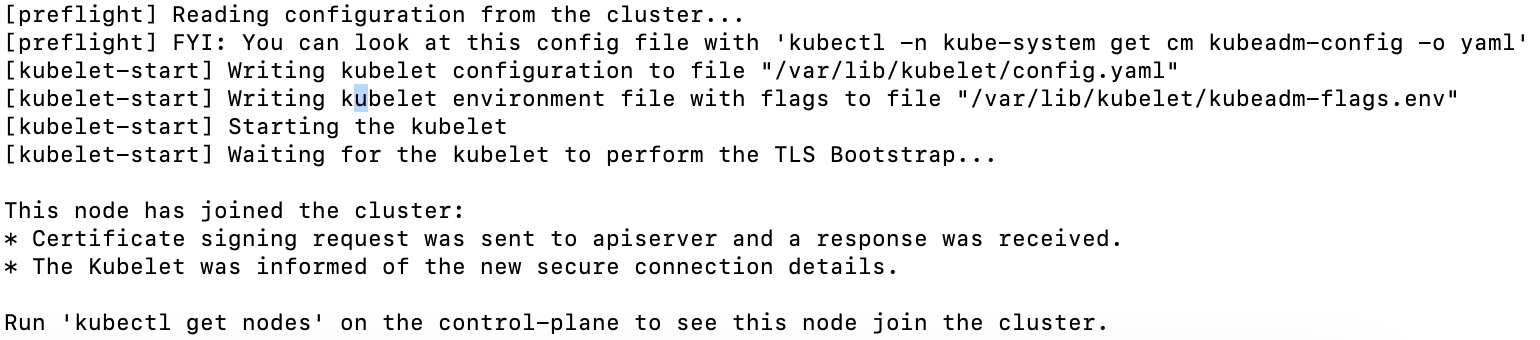 [preflight] Reading configuration from the cluster...
[preflight] FYI: You can look at this config file with 'kubectl -n kube-system get cm kubeadm-config -o yaml'
[kubelet-start] Writing kubelet configuration to file "/var/lib/kubelet/config.yaml"
[kubelet-start] Writing kubelet environment file with flags to file "/var/lib/kubelet/kubeadm-flags.env"
[kubelet-start] Starting the kubelet
[kubelet-start] Waiting for the kubelet to perform the TLS Bootstrap...
This node has joined the cluster:
* Certificate signing request was sent to apiserver and a response was received.
* The Kubelet was informed of the new secure connection details.
Run 'kubectl get nodes' on the control-plane to see this node join the cluster.